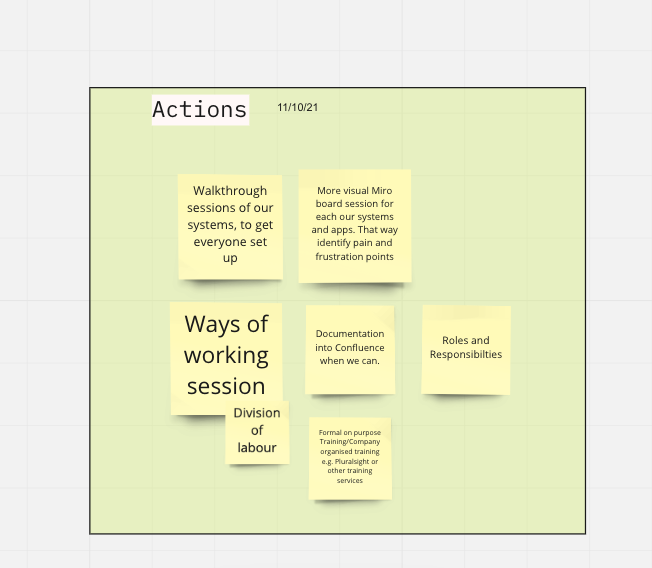 Actions
11/10/21
Walkthrough
sessions of our
systems, to get
everyone set
up
More visual Miro
board session for
each our systems
and apps. That way
identify pain and
frustration points
Ways of
working
session
Division
of
labour
Documentation
into Confluence
when we can.
Roles and
Responsibilties
Formal on purpose
Training/Company
organised training
e.g. Pluralsight or
other training
services